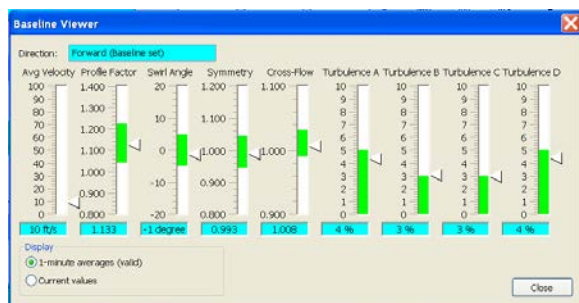 Baseline Viewer
Direction: Forward (Baseline set)
Avg Velocity Profile Factor Swirl Angle Symmetry Cross-Flow Turbulence A Turbulence B Turbulence C Turbulence D
100 1.400 20 1.200 1.100 10 10 10 10
90 9 9 9 9
80 1.300 8 8 8 8
70 10 1.100 7 7 7 7
60 1.200 6 6 6 6
50 1.100 0 1.000 1.000 5 5 5 5
40 4 4 4 4
30 1.000 3 3 3 3
20 -10 0.900 2 2 2 2
10 0.900 1 1 1 1
0 0.800 -20 0.800 0.900 0 0 0 0
10 ft/s 1.133 -1 degree 0.993 1.008 4 % 3 % 3 % 4 %
Display
1-minute averages (valid)
Current values
Close